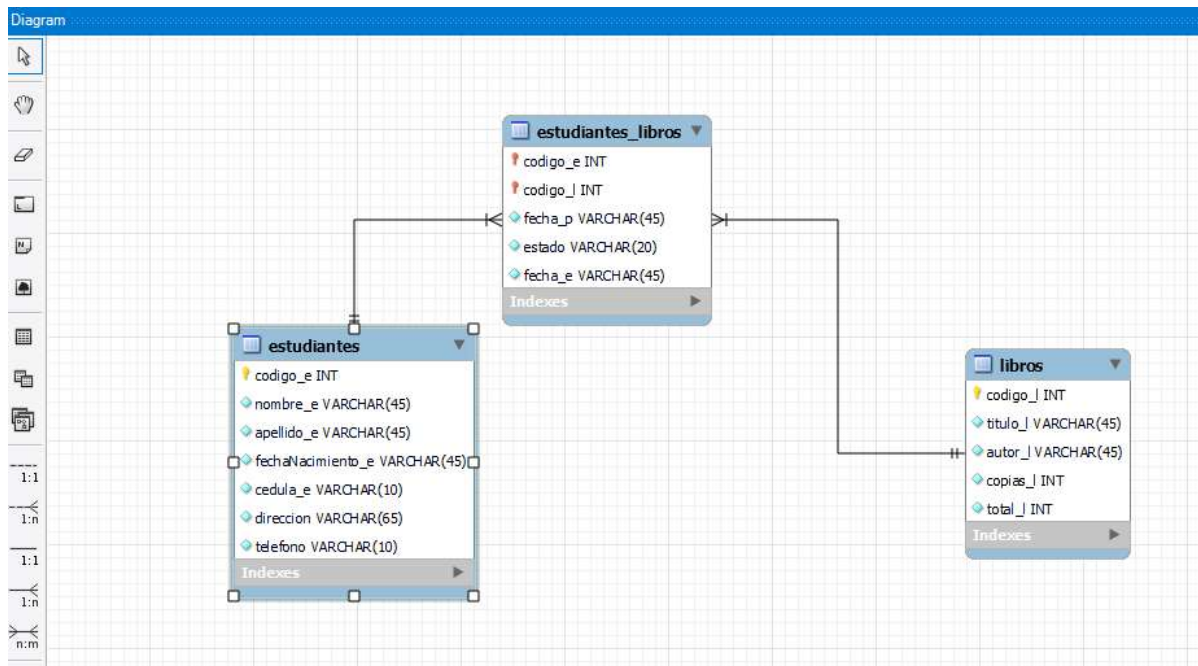 Diagram
estudiantes_libros
codigo_e INT
codigo_l INT
fecha_p VARCHAR(45)
estado VARCHAR(20)
fecha_e VARCHAR(45)
Indexes
estudiantes
codigo_e INT
nombre_e VARCHAR(45)
apellido_e VARCHAR(45)
fechaNacimiento_e VARCHAR(45)
cedula_e VARCHAR(10)
direccion VARCHAR(65)
telefono VARCHAR(10)
Indexes
libros
codigo_l INT
titulo_l VARCHAR(45)
autor_l VARCHAR(45)
copias_l INT
total_l INT
Indexes
1:1
1:n
1:1
1:n
n:m